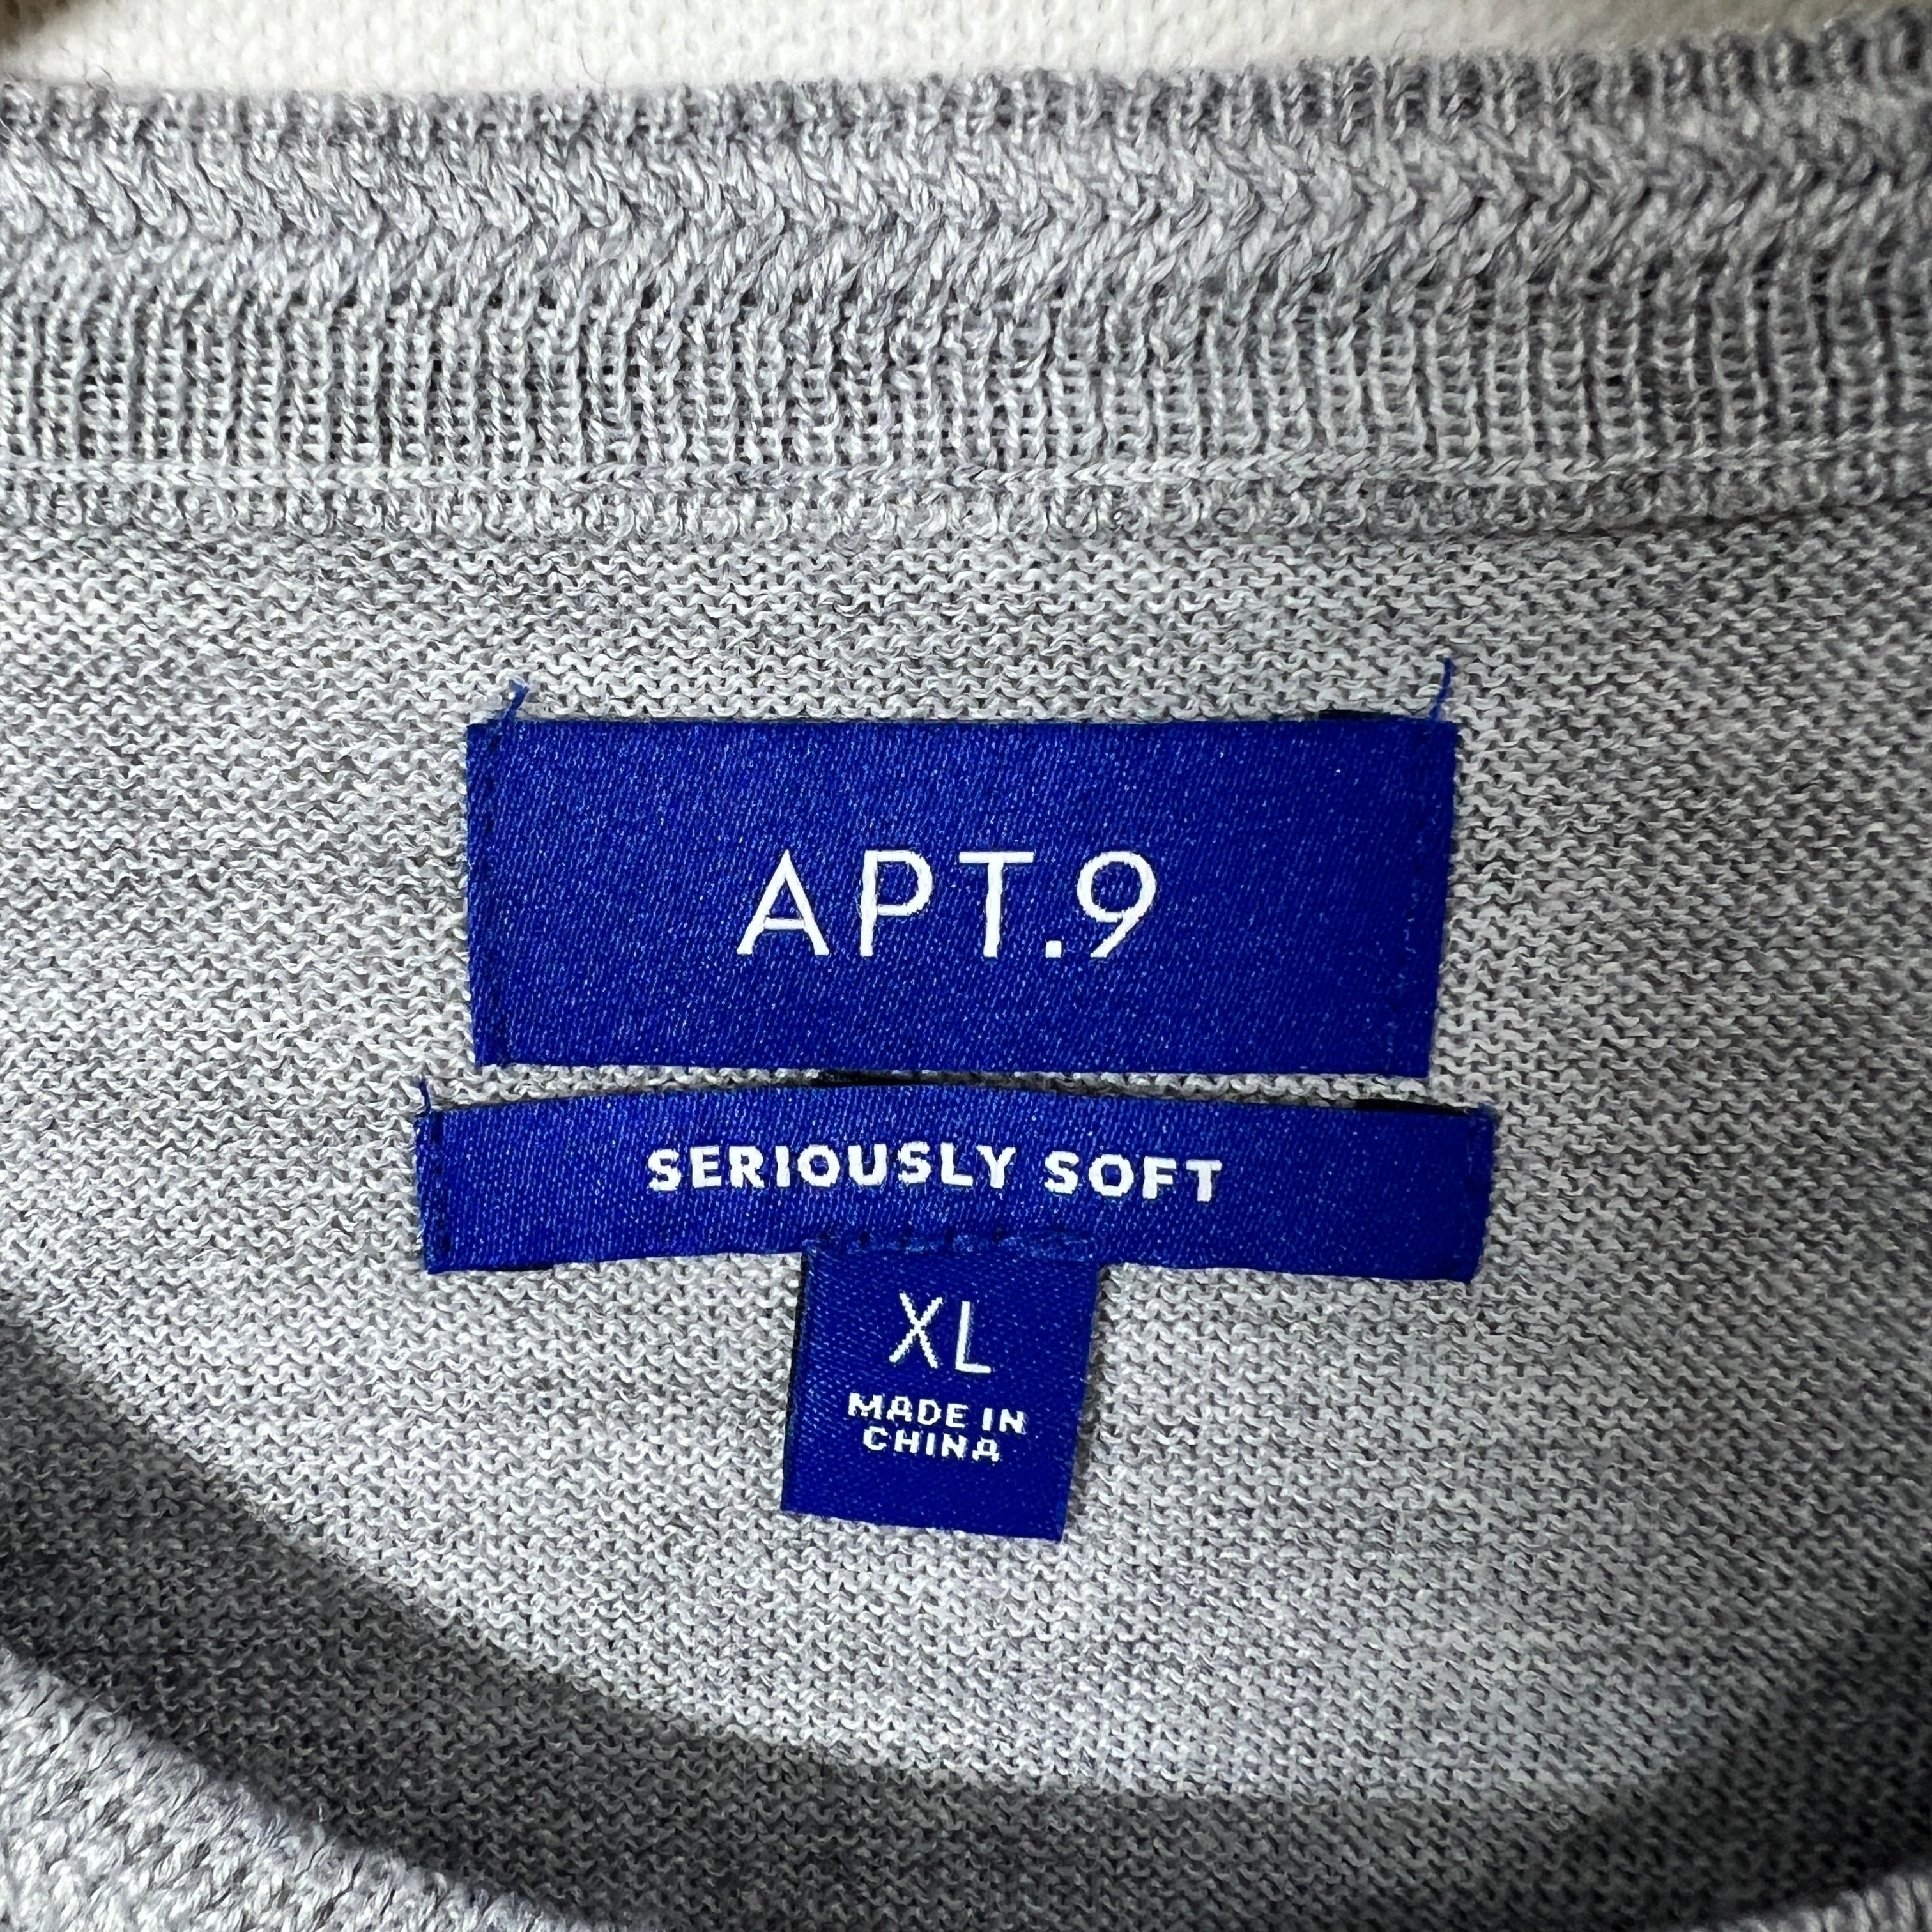 APT.9
SERIOUSLY SOFT
XL
MADE IN
CHINA